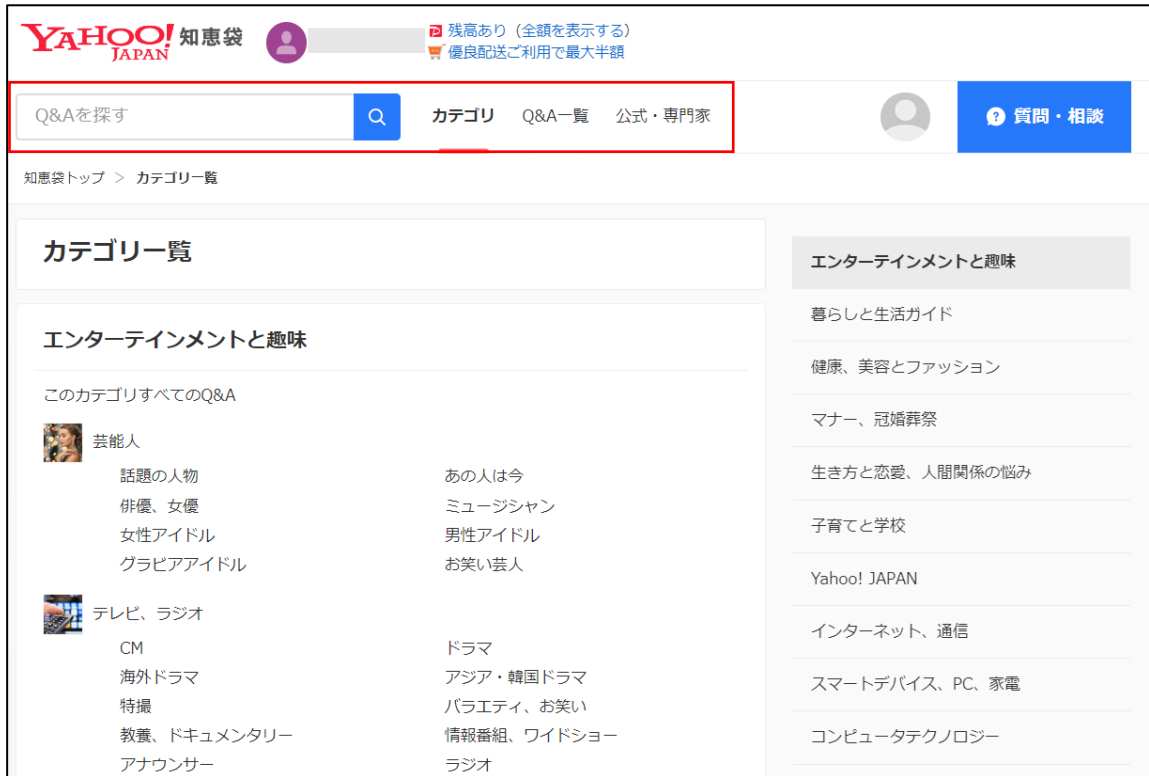 YAHOO! JAPAN 知恵袋
残高あり（全額を表示する）
優良配送ご利用で最大半額
Q&Aを探す
カテゴリ Q&A一覧 公式・専門家
質問・相談
知恵袋トップ > カテゴリ一覧
カテゴリ一覧
エンターテインメントと趣味
このカテゴリすべてのQ&A
芸能人
話題の人物 あの人は今
俳優、女優 ミュージシャン
女性アイドル 男性アイドル
グラビアアイドル お笑い芸人
テレビ、ラジオ
CM ドラマ
海外ドラマ アジア・韓国ドラマ
特撮 バラエティ、お笑い
教養、ドキュメンタリー 情報番組、ワイドショー
アナウンサー ラジオ
エンターテインメントと趣味
暮らしと生活ガイド
健康、美容とファッション
マナー、冠婚葬祭
生き方と恋愛、人間関係の悩み
子育てと学校
Yahoo! JAPAN
インターネット、通信
スマートデバイス、PC、家電
コンピュータテクノロジー